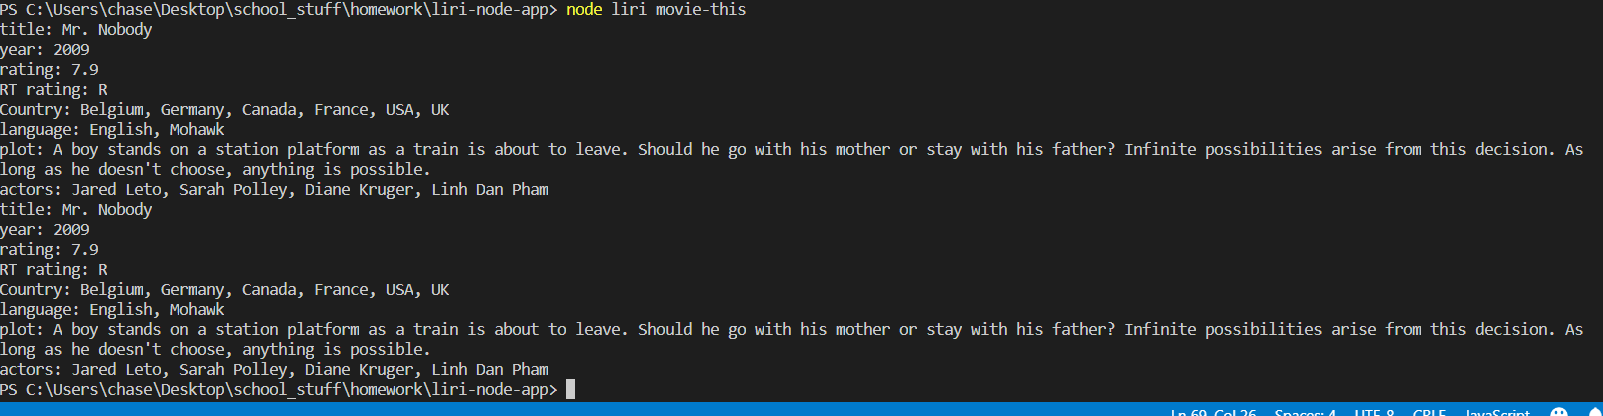 PS C:\Users\chase\Desktop\school_stuff\homework\liri-node-app> node liri movie-this
title: Mr. Nobody
year: 2009
rating: 7.9
RT rating: R
Country: Belgium, Germany, Canada, France, USA, UK
language: English, Mohawk
plot: A boy stands on a station platform as a train is about to leave. Should he go with his mother or stay with his father? Infinite possibilities arise from this decision. As
long as he doesn't choose, anything is possible.
actors: Jared Leto, Sarah Polley, Diane Kruger, Linh Dan Pham
title: Mr. Nobody
year: 2009
rating: 7.9
RT rating: R
Country: Belgium, Germany, Canada, France, USA, UK
language: English, Mohawk
plot: A boy stands on a station platform as a train is about to leave. Should he go with his mother or stay with his father? Infinite possibilities arise from this decision. As
long as he doesn't choose, anything is possible.
actors: Jared Leto, Sarah Polley, Diane Kruger, Linh Dan Pham
PS C:\Users\chase\Desktop\school_stuff\homework\liri-node-app>
Ln 69, Col 26 Spaces: 4 UTF-8 CRLF JavaScript